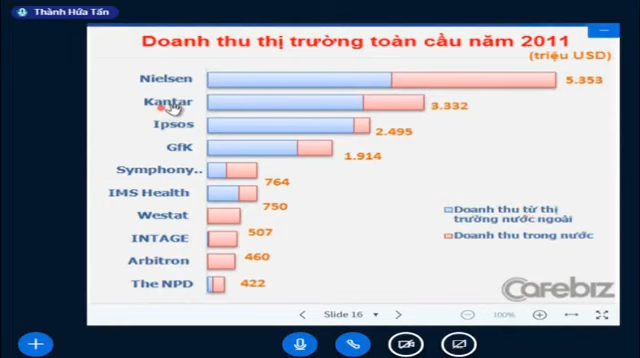 Thành Hứa Tấn
Doanh thu thị trường toàn cầu năm 2011
(triệu USD)
Nielsen
5.353
Kantar
3.332
Ipsos
2.495
GfK
1.914
Symphony..
764
IMS Health
750
Westat
507
INTAGE
460
Arbitron
The NPD
422
Doanh thu từ thị
trường nước ngoài
Doanh thu trong nước
Cafebiz
Slide 16
100%